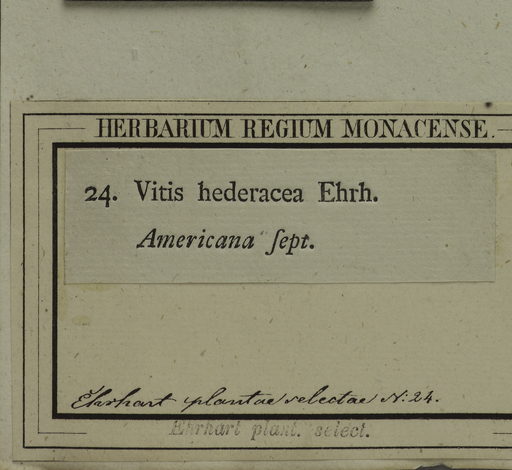 HERBARIUM REGIUM MONACENSE.
24. Vitis hederacea Ehrh.
Americana ſept.
Ehrhart plantae selectae N: 24.
Ehrhart plant. select.